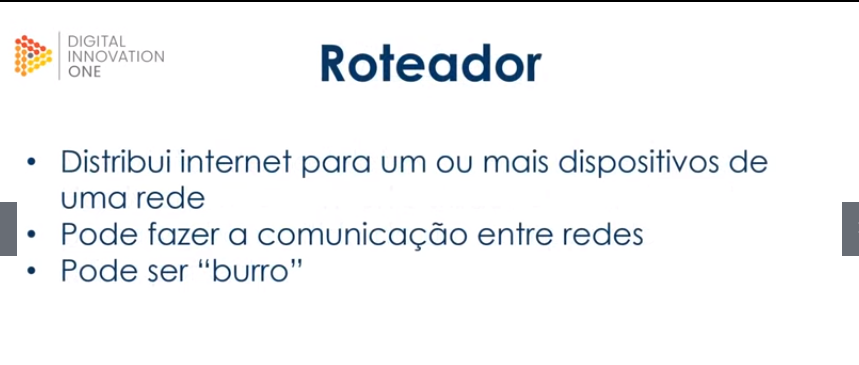 DIGITAL
INNOVATION
ONE
Roteador
• Distribui internet para um ou mais dispositivos de
uma rede
• Pode fazer a comunicação entre redes
• Pode ser “burro”